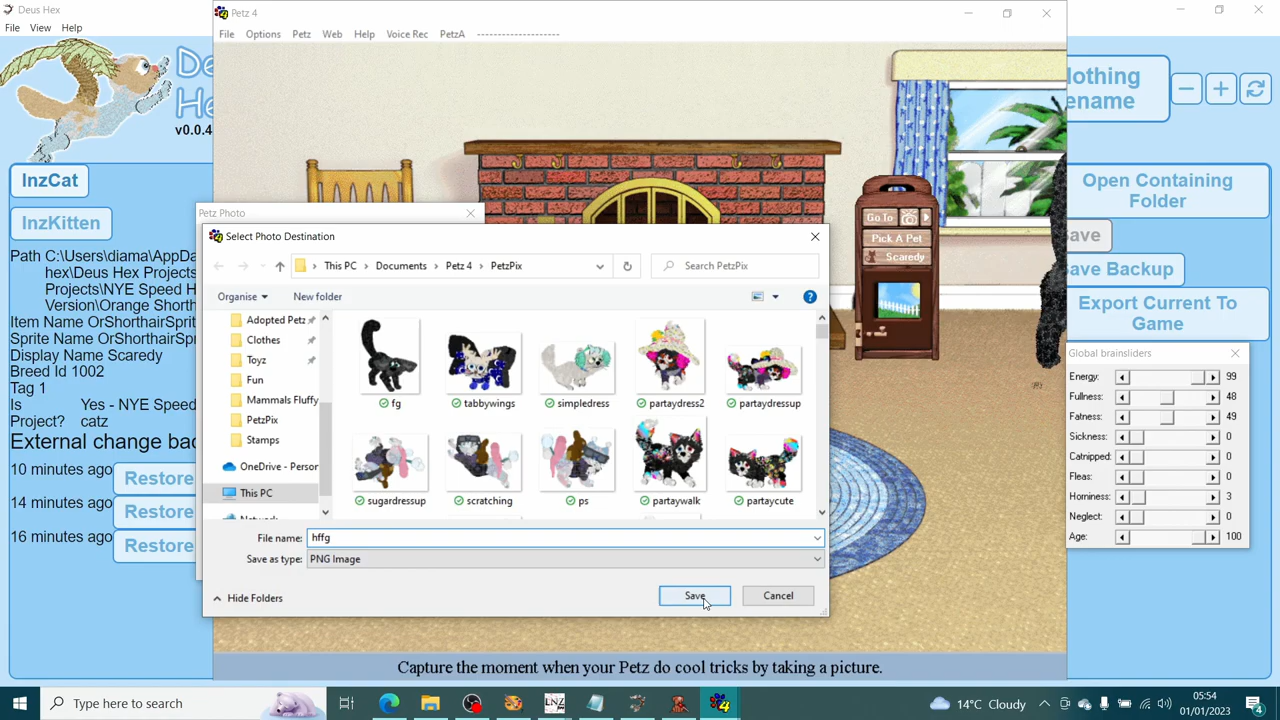 Deus Hex
File View Help
v0.0.4
InzCat
InzKitten
Path C:\Users\diama\AppDa
hex\Deus Hex Projects
Projects\NYE Speed H
Version\Orange Shorth
Item Name OrShorthairSprit
Sprite Name OrShorthairSpr
Display Name Scaredy
Breed Id 1002
Tag 1
Is Yes - NYE Speed
Project? catz
External change bac
10 minutes ago Restore
14 minutes ago Restore
16 minutes ago Restore
Petz 4
File Options Petz Web Help Voice Rec PetzA --------------------
Go To
Pick A Pet
Scaredy
Petz Photo
Select Photo Destination
This PC Documents Petz 4 PetzPix
Search PetzPix
Organise New folder
Adopted Petz
Clothes
Toyz
Fun
Mammals Fluffy
PetzPix
Stamps
OneDrive - Person
This PC
Network
fg tabbywings simpledress partaydress2 partaydressup
sugardressup scratching ps partaywalk partaycute
File name: hffg
Save as type: PNG Image
Hide Folders
Save Cancel
Capture the moment when your Petz do cool tricks by taking a picture.
lothing
ename
Open Containing
Folder
ave
ave Backup
Export Current To
Game
Global brainsliders
Energy: 99
Fullness: 48
Fatness: 49
Sickness: 0
Catnipped: 0
Fleas: 0
Horniness: 3
Neglect: 0
Age: 100
Type here to search
LNZ
14°C Cloudy
05:54
01/01/2023
4